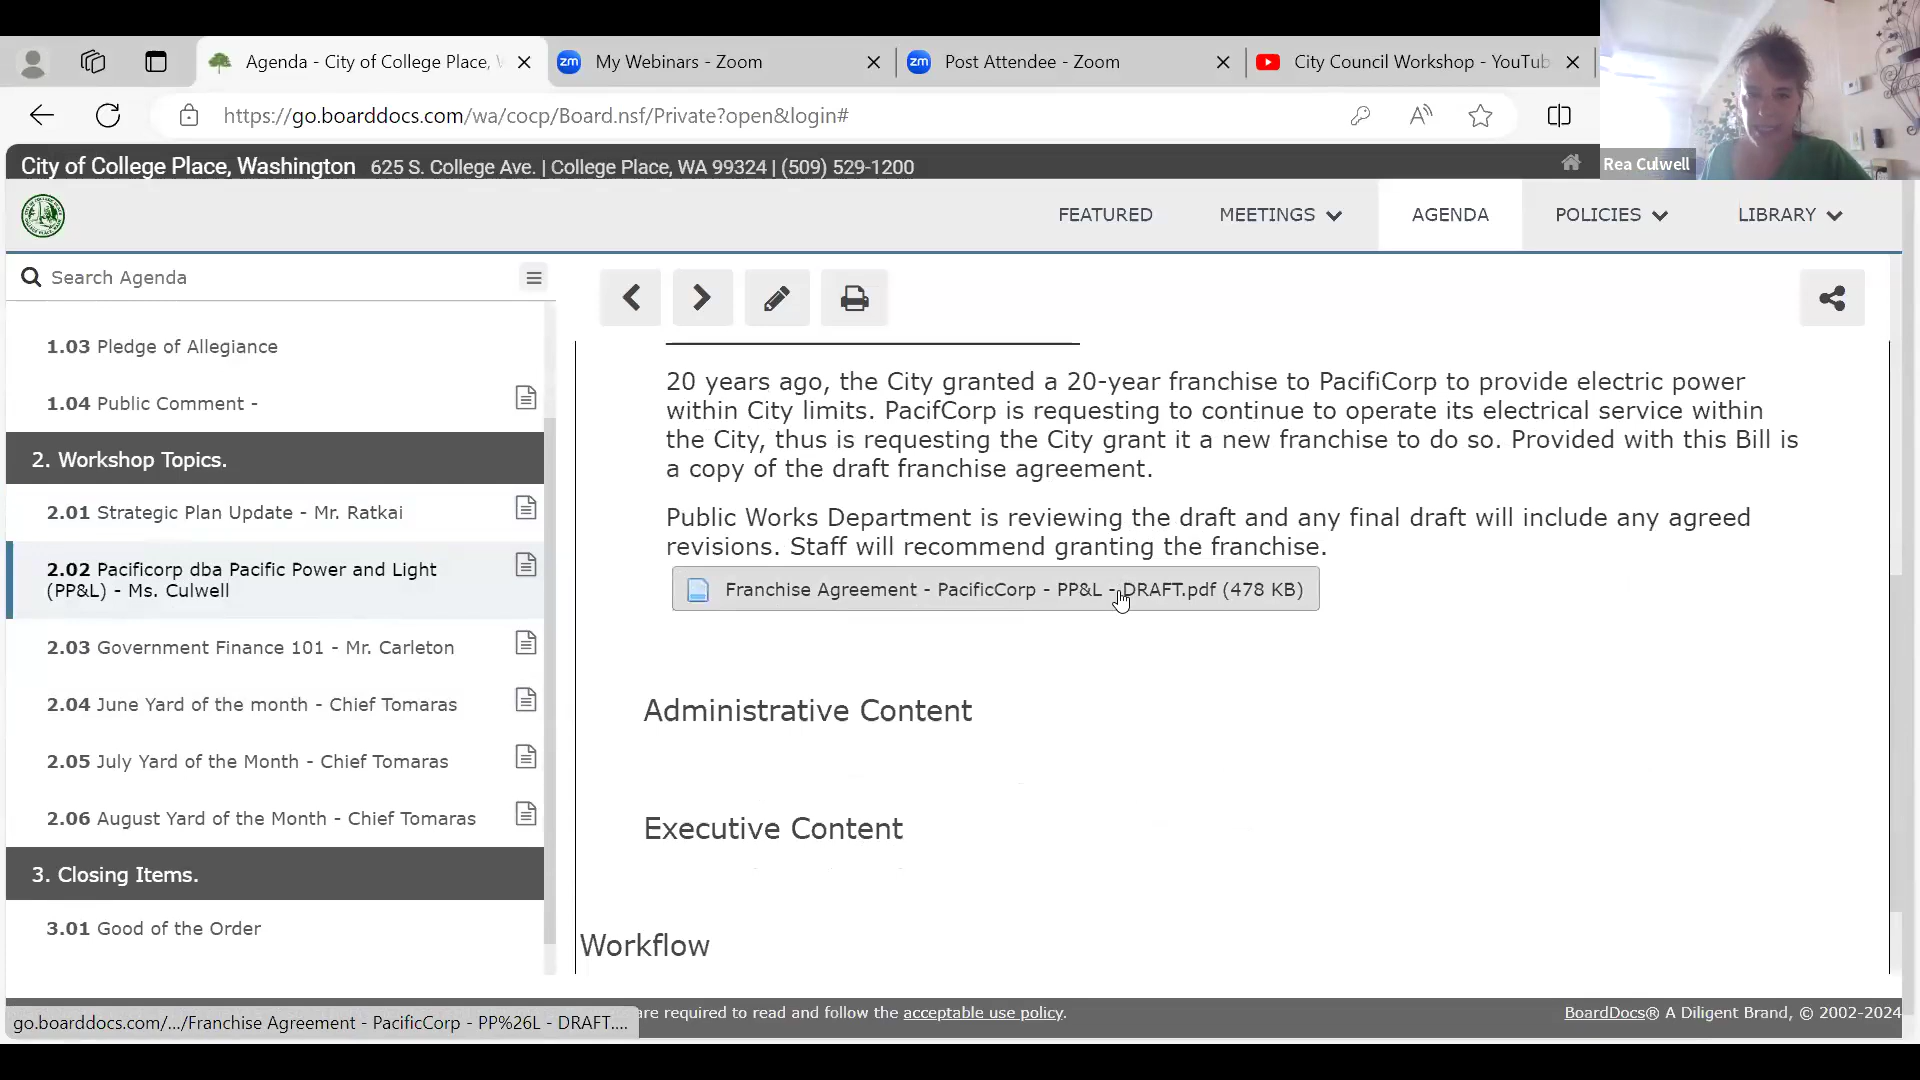 Agenda - City of College Place, W
My Webinars - Zoom
Post Attendee - Zoom
City Council Workshop - YouTub
https://go.boarddocs.com/wa/cocp/Board.nsf/Private?open&login#
Rea Culwell
City of College Place, Washington 625 S. College Ave. | College Place, WA 99324 | (509) 529-1200
FEATURED MEETINGS AGENDA POLICIES LIBRARY
Search Agenda
1.03 Pledge of Allegiance
1.04 Public Comment -
2. Workshop Topics.
2.01 Strategic Plan Update - Mr. Ratkai
2.02 Pacificorp dba Pacific Power and Light
(PP&L) - Ms. Culwell
2.03 Government Finance 101 - Mr. Carleton
2.04 June Yard of the month - Chief Tomaras
2.05 July Yard of the Month - Chief Tomaras
2.06 August Yard of the Month - Chief Tomaras
3. Closing Items.
3.01 Good of the Order
20 years ago, the City granted a 20-year franchise to PacifiCorp to provide electric power
within City limits. PacifCorp is requesting to continue to operate its electrical service within
the City, thus is requesting the City grant it a new franchise to do so. Provided with this Bill is
a copy of the draft franchise agreement.
Public Works Department is reviewing the draft and any final draft will include any agreed
revisions. Staff will recommend granting the franchise.
Franchise Agreement - PacificCorp - PP&L - DRAFT.pdf (478 KB)
Administrative Content
Executive Content
Workflow
go.boarddocs.com/.../Franchise Agreement - PacificCorp - PP%26L - DRAFT....
are required to read and follow the acceptable use policy.
BoardDocs® A Diligent Brand, © 2002-2024